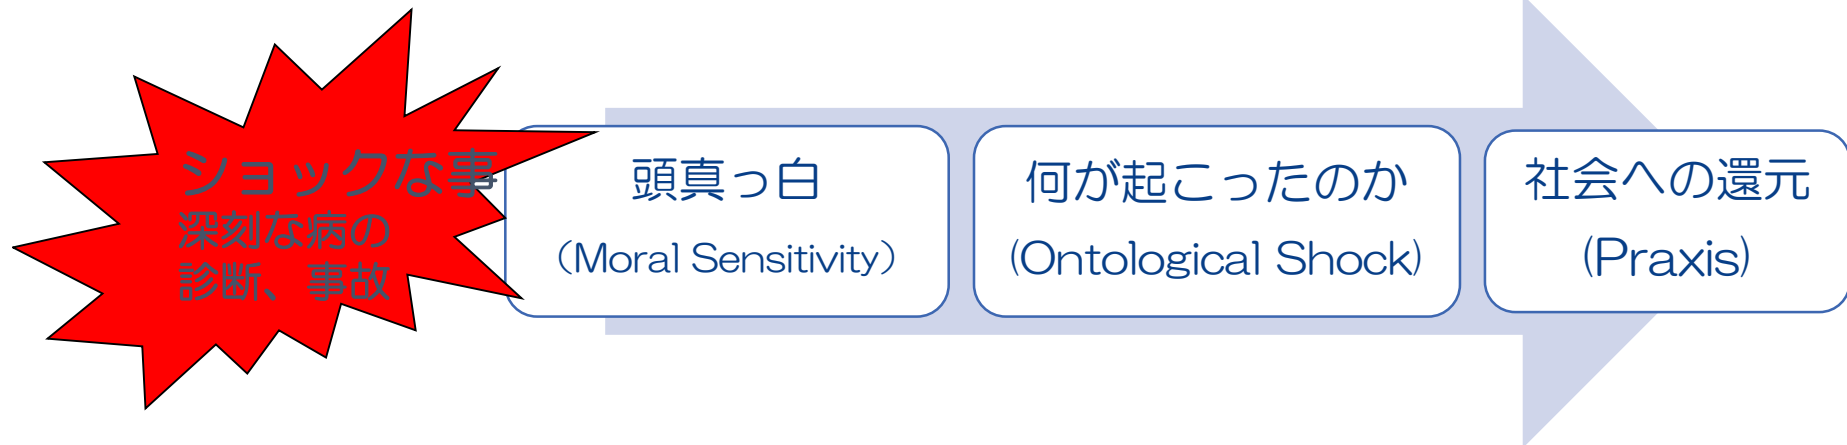 ショックな事
深刻な病の
診断、事故
頭真っ白
（Moral Sensitivity）
何が起こったのか
(Ontological Shock)
社会への還元
(Praxis)